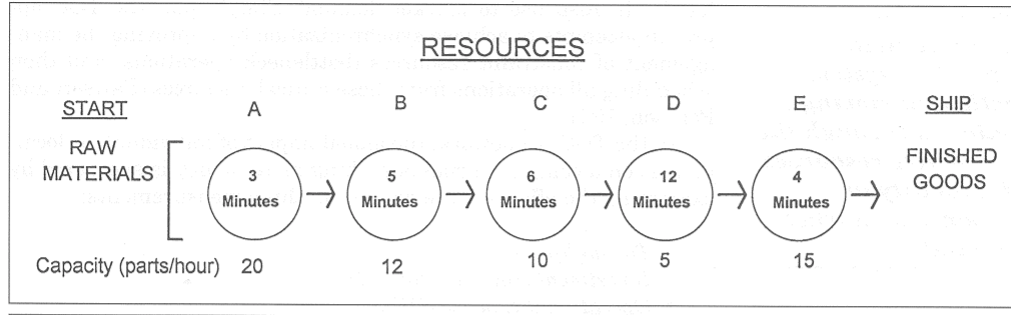 RESOURCES
START A B C D E SHIP
RAW
MATERIALS
3
Minutes
5
Minutes
6
Minutes
12
Minutes
4
Minutes
FINISHED
GOODS
Capacity (parts/hour) 20 12 10 5 15